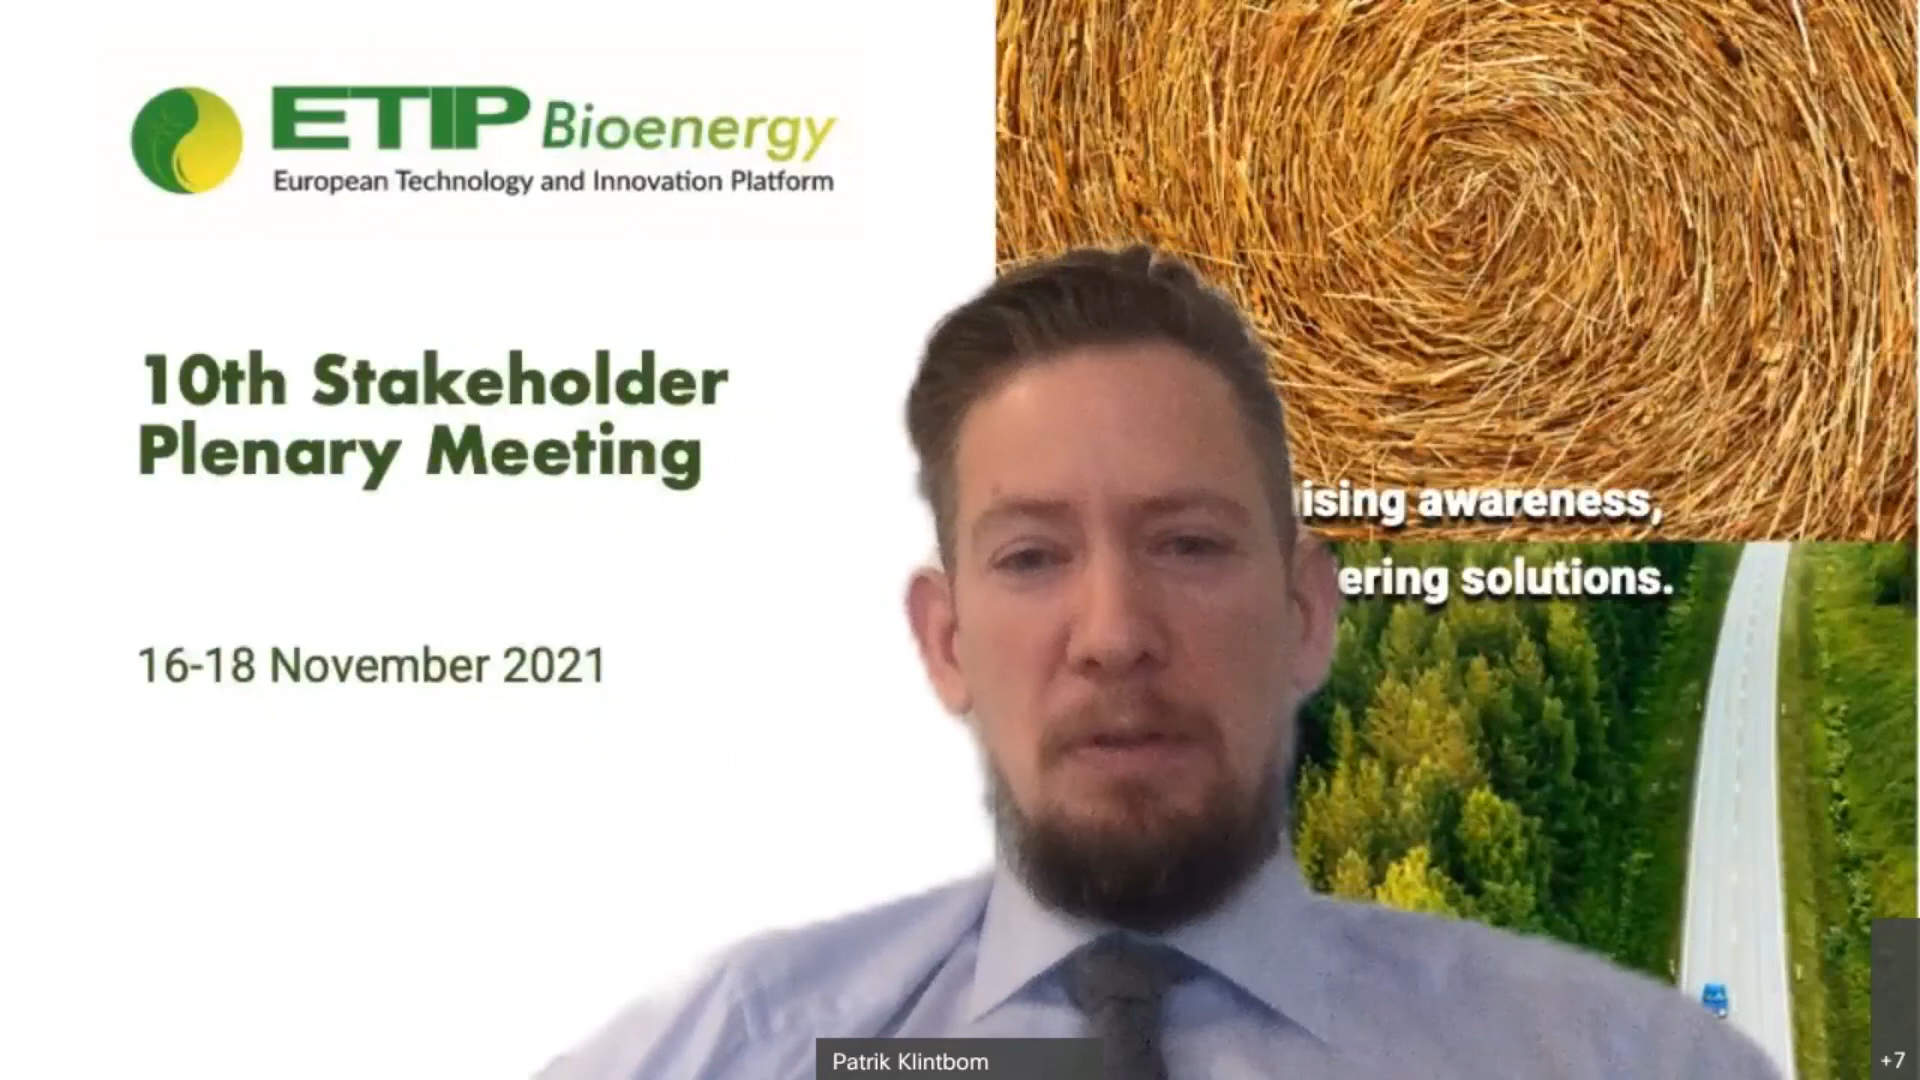 ETIP Bioenergy
European Technology and Innovation Platform
10th Stakeholder
Plenary Meeting
16-18 November 2021
ising awareness,
ering solutions.
Patrik Klintbom
+7